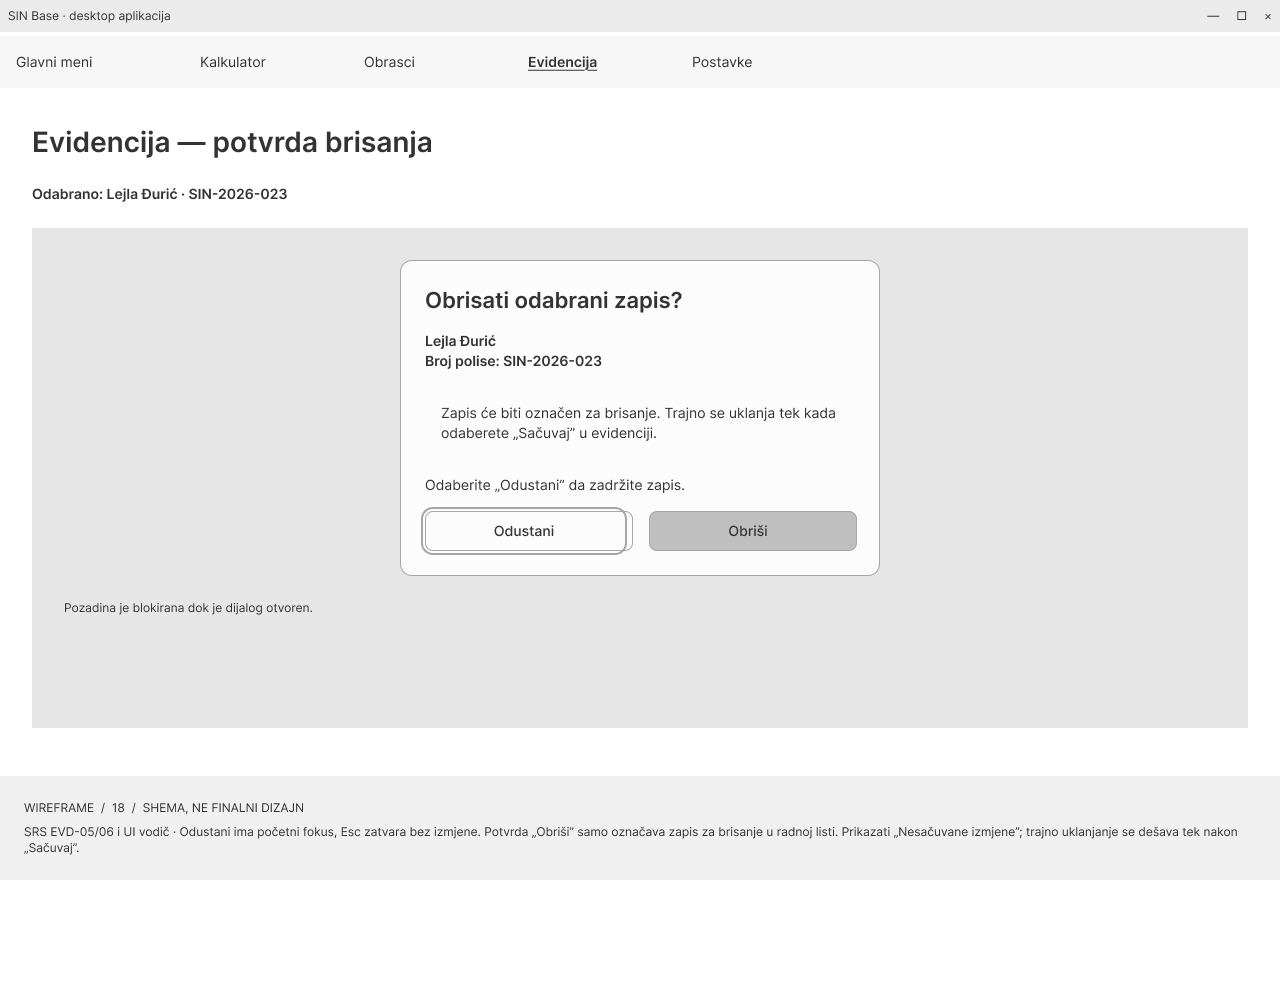 SIN Base · desktop aplikacija
Glavni meni Kalkulator Obrasci Evidencija Postavke
Evidencija — potvrda brisanja
Odabrano: Lejla Đurić · SIN-2026-023
Obrisati odabrani zapis?
Lejla Đurić
Broj polise: SIN-2026-023
Zapis će biti označen za brisanje. Trajno se uklanja tek kada
odaberete „Sačuvaj” u evidenciji.
Odaberite „Odustani” da zadržite zapis.
Odustani Obriši
Pozadina je blokirana dok je dijalog otvoren.
WIREFRAME / 18 / SHEMA, NE FINALNI DIZAJN
SRS EVD-05/06 i UI vodič · Odustani ima početni fokus, Esc zatvara bez izmjene. Potvrda „Obriši” samo označava zapis za brisanje u radnoj listi. Prikazati „Nesačuvane izmjene”; trajno uklanjanje se dešava tek nakon
„Sačuvaj”.